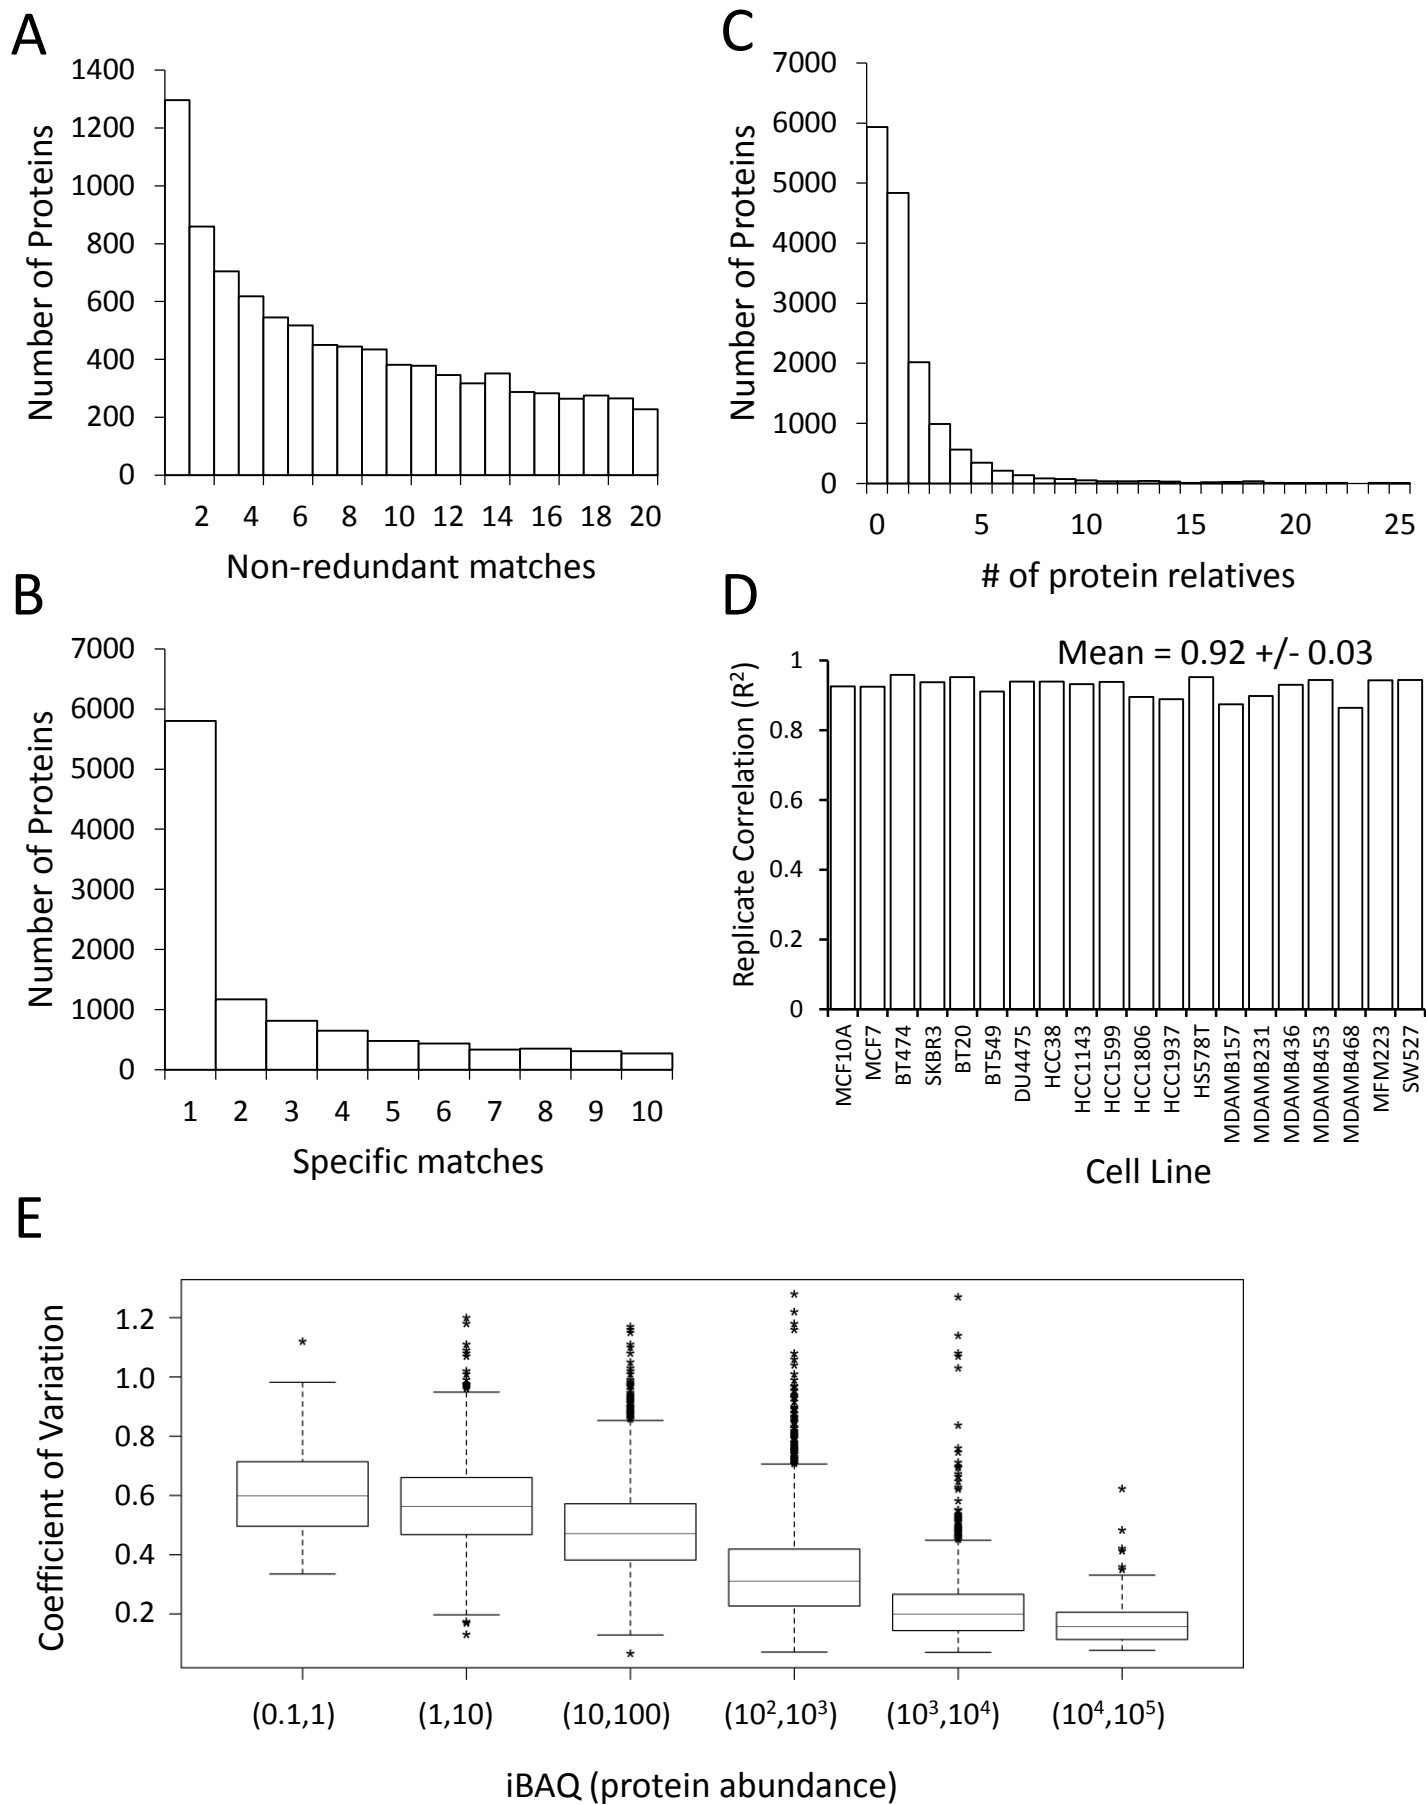 A
1400
1200
1000
800
600
400
200
0
Number of Proteins
2 4 6 8 10 12 14 16 18 20
Non-redundant matches
B
7000
6000
5000
4000
3000
2000
1000
0
Number of Proteins
1 2 3 4 5 6 7 8 9 10
Specific matches
C
7000
6000
5000
4000
3000
2000
1000
0
Number of Proteins
0 5 10 15 20 25
# of protein relatives
D
Mean = 0.92 +/- 0.03
1
0.8
0.6
0.4
0.2
0
Replicate Correlation (R²)
MCF10A
MCF7
BT474
SKBR3
BT20
BT549
DU4475
HCC38
HCC1143
HCC1599
HCC1806
HCC1937
HS578T
MDAMB157
MDAMB231
MDAMB436
MDAMB453
MDAMB468
MFM223
SW527
Cell Line
E
1.2
1.0
0.8
0.6
0.4
0.2
Coefficient of Variation
(0.1,1) (1,10) (10,100) (10²,10³) (10³,10⁴) (10⁴,10⁵)
iBAQ (protein abundance)